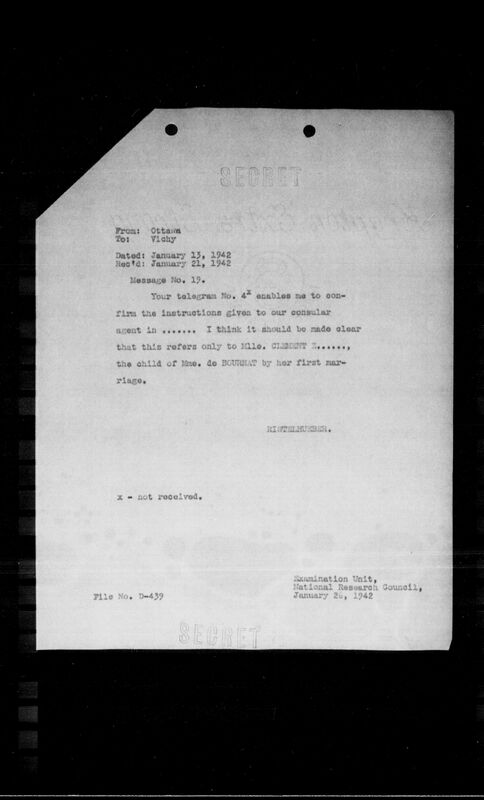 SECRET
From: Ottawa
To: Vichy
Dated: January 13, 1942
Rec'd: January 21, 1942
Message No. 19.
Your telegram No. 4x enables me to con-
firm the instructions given to our consular
agent in ....... I think it should be made clear
that this refers only to Mlle. CLEMENT Z......,
the child of Mme. de BOURNAT by her first mar-
riage.
RISTELHUEBER.
x - not received.
Examination Unit,
National Research Council,
File No. D-439
January 1942
SECRET